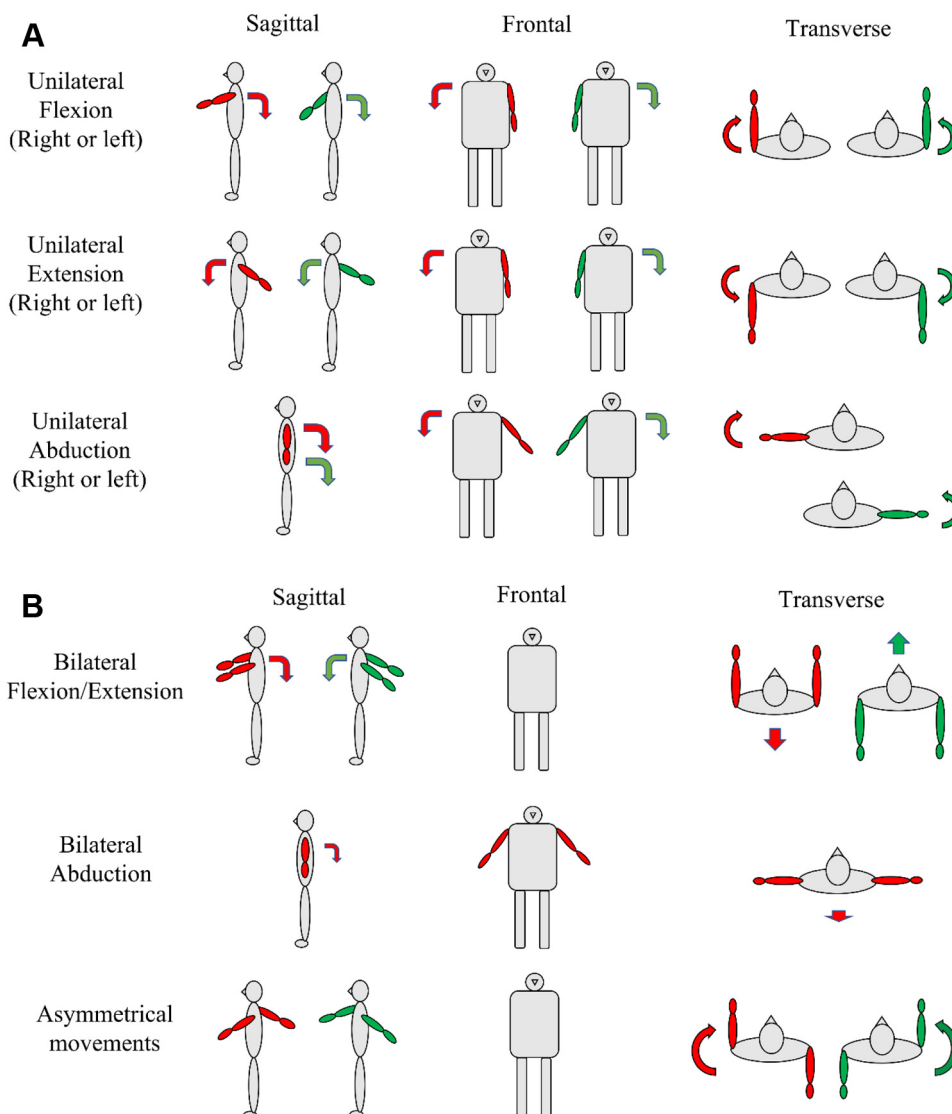 A
Sagittal
Frontal
Transverse
Unilateral
Flexion
(Right or left)
Unilateral
Extension
(Right or left)
Unilateral
Abduction
(Right or left)
B
Sagittal
Frontal
Transverse
Bilateral
Flexion/Extension
Bilateral
Abduction
Asymmetrical
movements